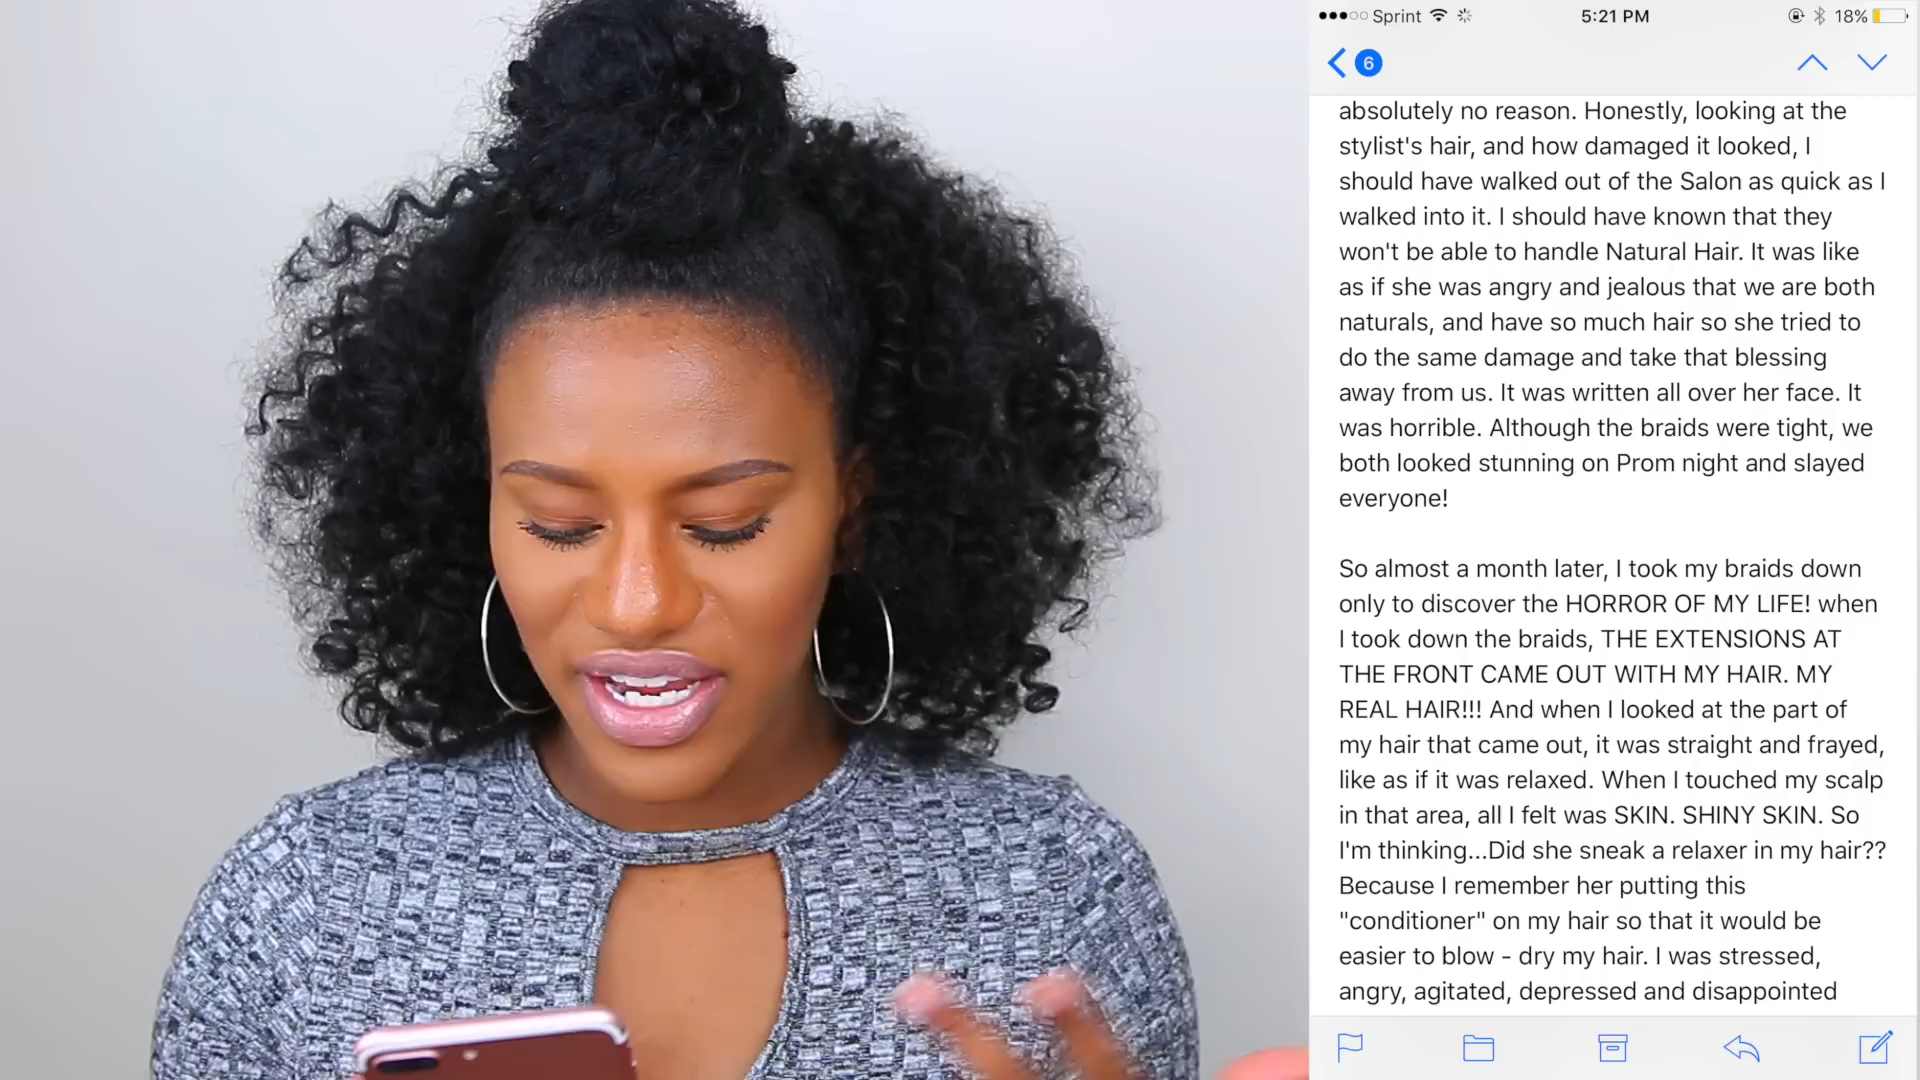 Sprint 5:21 PM 18%
6
absolutely no reason. Honestly, looking at the
stylist's hair, and how damaged it looked, I
should have walked out of the Salon as quick as I
walked into it. I should have known that they
won't be able to handle Natural Hair. It was like
as if she was angry and jealous that we are both
naturals, and have so much hair so she tried to
do the same damage and take that blessing
away from us. It was written all over her face. It
was horrible. Although the braids were tight, we
both looked stunning on Prom night and slayed
everyone!
So almost a month later, I took my braids down
only to discover the HORROR OF MY LIFE! when
I took down the braids, THE EXTENSIONS AT
THE FRONT CAME OUT WITH MY HAIR. MY
REAL HAIR!!! And when I looked at the part of
my hair that came out, it was straight and frayed,
like as if it was relaxed. When I touched my scalp
in that area, all I felt was SKIN. SHINY SKIN. So
I'm thinking...Did she sneak a relaxer in my hair??
Because I remember her putting this
"conditioner" on my hair so that it would be
easier to blow - dry my hair. I was stressed,
angry, agitated, depressed and disappointed